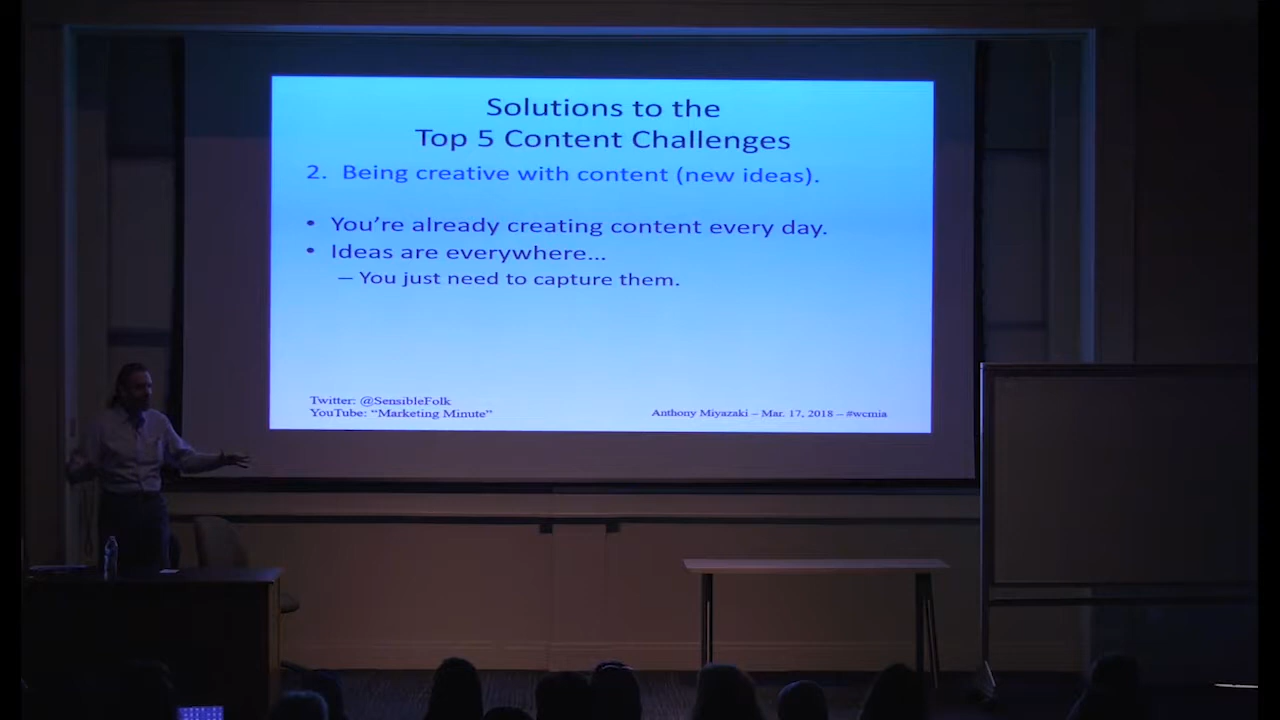 Solutions to the
Top 5 Content Challenges
2. Being creative with content (new ideas).
• You're already creating content every day.
• Ideas are everywhere...
– You just need to capture them.
Twitter: @SensibleFolk
YouTube: “Marketing Minute”
Anthony Miyazaki – Mar. 17, 2018 – #wcmia